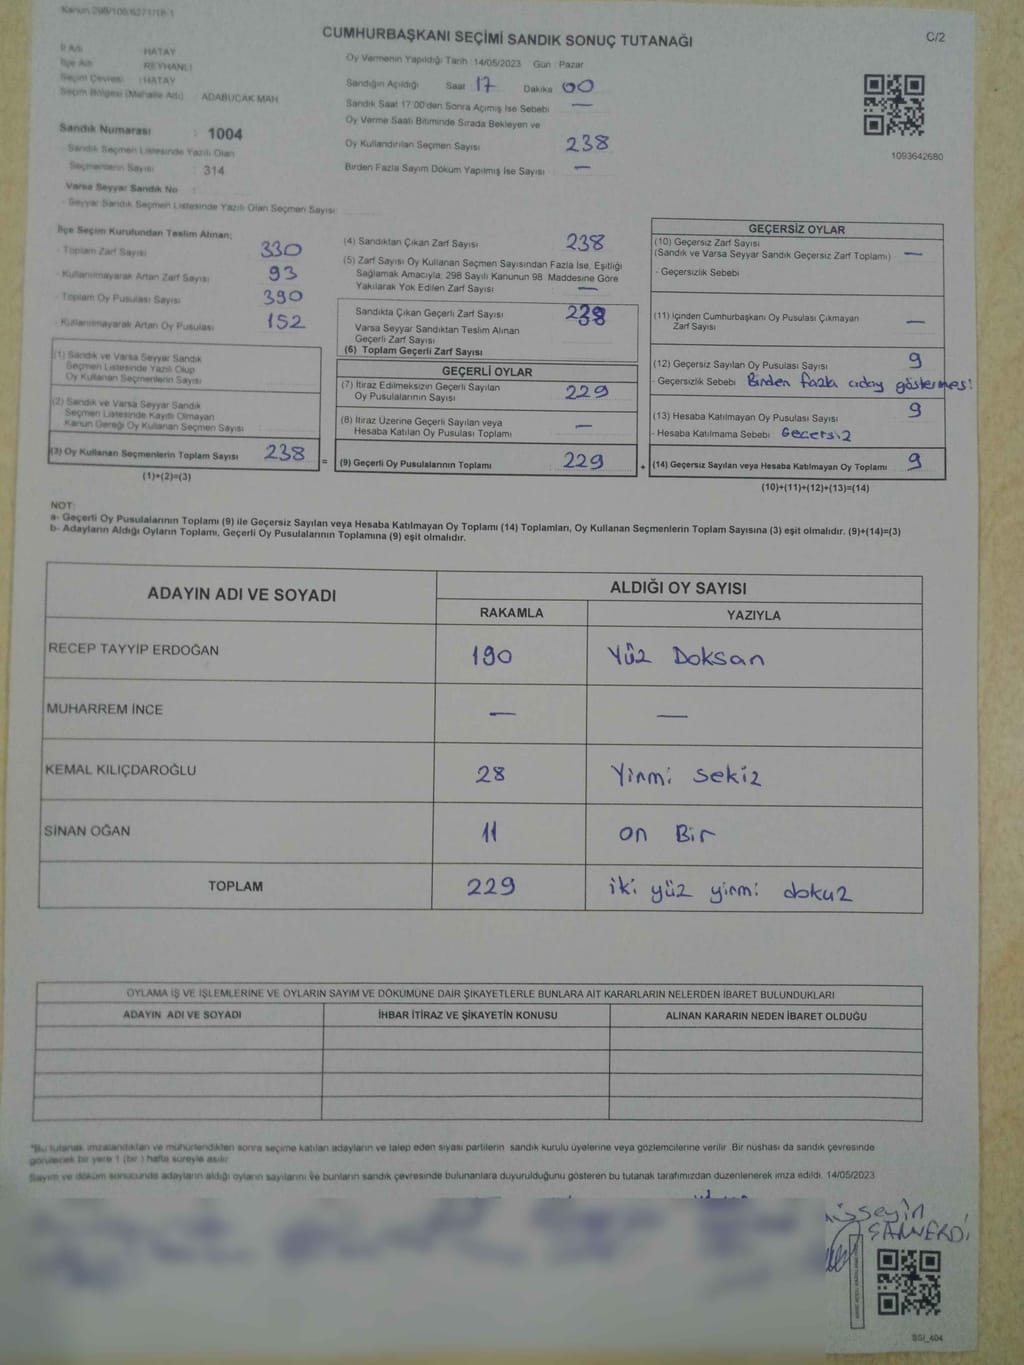 Kanun 298/109,6271/18-1
CUMHURBAŞKANI SEÇİMİ SANDIK SONUÇ TUTANAĞI
C/2
İl Adı : HATAY
İlçe Adı : REYHANLI
Seçim Çevresi : HATAY
Seçim Bölgesi (Mahalle Adı) : ADABUCAK MAH
Sandık Numarası : 1004
- Sandık Seçmen Listesinde Yazılı Olan
Seçmenlerin Sayısı : 314
Varsa Seyyar Sandık No
- Seyyar Sandık Seçmen Listesinde Yazılı Olan Seçmen Sayısı
Oy Vermenin Yapıldığı Tarih : 14/05/2023 Gün : Pazar
Sandığın Açıldığı Saat 17 Dakika 00
Sandık Saat 17:00'den Sonra Açımış İse Sebebi —
Oy Verme Saati Bitiminde Sırada Bekleyen ve
Oy Kullandırılan Seçmen Sayısı 238
Birden Fazla Sayım Döküm Yapılmış İse Sayısı —
1093642680
İlçe Seçim Kurulundan Teslim Alınan;
- Toplam Zarf Sayısı 330
- Kullanılmayarak Artan Zarf Sayısı 93
- Toplam Oy Pusulası Sayısı 390
- Kullanılmayarak Artan Oy Pusulası 152
(1) Sandık ve Varsa Seyyar Sandık
Seçmen Listesinde Yazılı Olup
Oy Kullanan Seçmenlerin Sayısı
(2) Sandık ve Varsa Seyyar Sandık
Seçmen Listesinde Kayıtlı Olmayan
Kanun Gereği Oy Kullanan Seçmen Sayısı
(3) Oy Kullanan Seçmenlerin Toplam Sayısı 238 =
(1)+(2)=(3)
(4) Sandıktan Çıkan Zarf Sayısı 238
(5) Zarf Sayısı Oy Kullanan Seçmen Sayısından Fazla İse, Eşitliği
Sağlamak Amacıyla, 298 Sayılı Kanunun 98. Maddesine Göre
Yakılarak Yok Edilen Zarf Sayısı —
Sandıkta Çıkan Geçerli Zarf Sayısı 238
Varsa Seyyar Sandıktan Teslim Alınan
Geçerli Zarf Sayısı
(6) Toplam Geçerli Zarf Sayısı
GEÇERLİ OYLAR
(7) İtiraz Edilmeksizin Geçerli Sayılan
Oy Pusulalarının Sayısı 229
(8) İtiraz Üzerine Geçerli Sayılan veya
Hesaba Katılan Oy Pusulası Toplamı —
(9) Geçerli Oy Pusulalarının Toplamı 229 +
GEÇERSİZ OYLAR
(10) Geçersiz Zarf Sayısı
(Sandık ve Varsa Seyyar Sandık Geçersiz Zarf Toplamı) —
- Geçersizlik Sebebi
(11) İçinden Cumhurbaşkanı Oy Pusulası Çıkmayan
Zarf Sayısı —
(12) Geçersiz Sayılan Oy Pusulası Sayısı 9
- Geçersizlik Sebebi Birden fazla aday göstermesi
(13) Hesaba Katılmayan Oy Pusulası Sayısı 9
- Hesaba Katılmama Sebebi Geçersiz
(14) Geçersiz Sayılan veya Hesaba Katılmayan Oy Toplamı 9
(10)+(11)+(12)+(13)=(14)
NOT:
a- Geçerli Oy Pusulalarının Toplamı (9) ile Geçersiz Sayılan veya Hesaba Katılmayan Oy Toplamı (14) Toplamları, Oy Kullanan Seçmenlerin Toplam Sayısına (3) eşit olmalıdır. (9)+(14)=(3)
b- Adayların Aldığı Oyların Toplamı, Geçerli Oy Pusulalarının Toplamına (9) eşit olmalıdır.
ADAYIN ADI VE SOYADI
ALDIĞI OY SAYISI
RAKAMLA YAZIYLA
RECEP TAYYİP ERDOĞAN 190 Yüz Doksan
MUHARREM İNCE — —
KEMAL KILIÇDAROĞLU 28 Yirmi sekiz
SİNAN OĞAN 11 on Bir
TOPLAM 229 iki yüz yirmi dokuz
OYLAMA İŞ VE İŞLEMLERİNE VE OYLARIN SAYIM VE DÖKÜMÜNE DAİR ŞİKAYETLERLE BUNLARA AİT KARARLARIN NELERDEN İBARET BULUNDUKLARI
ADAYIN ADI VE SOYADI İHBAR İTİRAZ VE ŞİKAYETİN KONUSU ALINAN KARARIN NEDEN İBARET OLDUĞU
*Bu tutanak imzalandıktan ve mühürlendikten sonra seçime katılan adayların ve talep eden siyasi partilerin sandık kurulu üyelerine veya gözlemcilerine verilir. Bir nüshası da sandık çevresinde
görülecek bir yere 1 (bir ) hafta süreyle asılır.
Sayım ve döküm sonucunda adayların aldığı oyların sayılarını ve bunların sandık çevresinde bulunanlara duyurulduğunu gösteren bu tutanak tarafımızdan düzenlenerek imza edildi. 14/05/2023